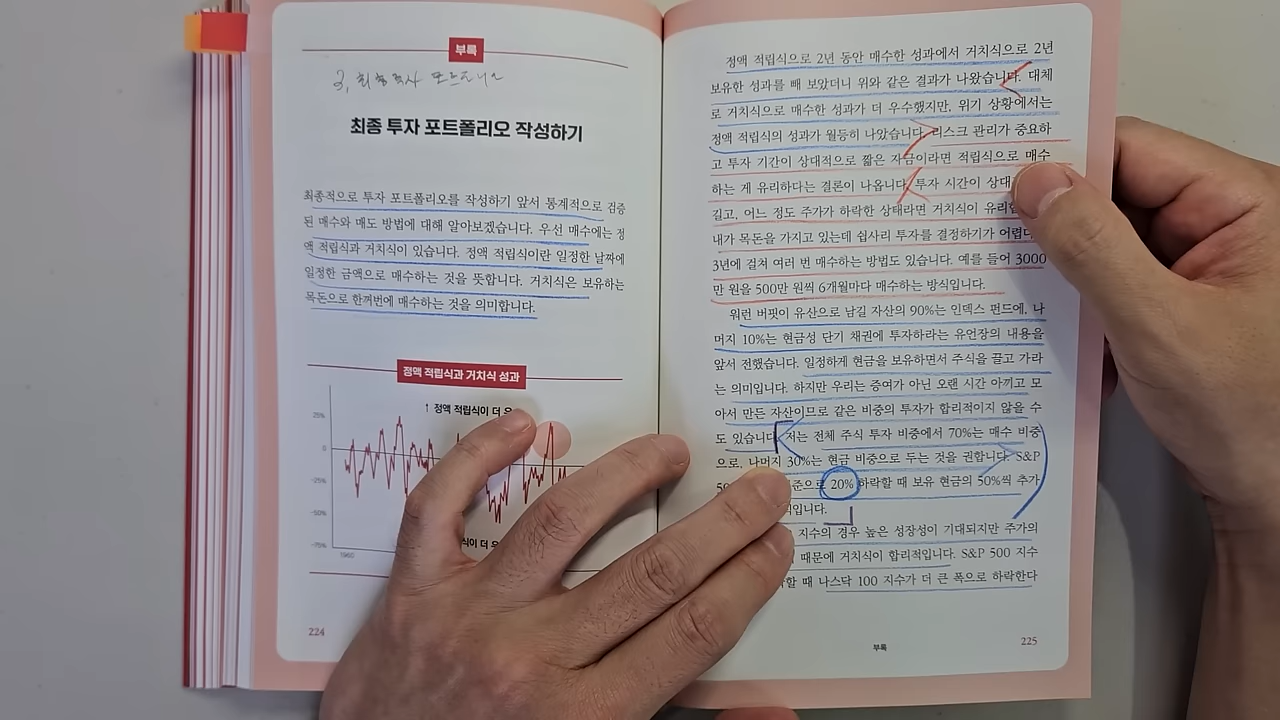 부록
3. 최종 투자 포트폴리오
최종 투자 포트폴리오 작성하기
최종적으로 투자 포트폴리오를 작성하기 앞서 통계적으로 검증
된 매수와 매도 방법에 대해 알아보겠습니다. 우선 매수에는 정
액 적립식과 거치식이 있습니다. 정액 적립식이란 일정한 날짜에
일정한 금액으로 매수하는 것을 뜻합니다. 거치식은 보유하는
목돈으로 한꺼번에 매수하는 것을 의미합니다.
정액 적립식과 거치식 성과
↑ 정액 적립식이 더 우
25%
0
-25%
-50%
-75%
1960
식이 더 우
224
정액 적립식으로 2년 동안 매수한 성과에서 거치식으로 2년
보유한 성과를 빼 보았더니 위와 같은 결과가 나왔습니다. 대체
로 거치식으로 매수한 성과가 더 우수했지만, 위기 상황에서는
정액 적립식의 성과가 월등히 나았습니다. 리스크 관리가 중요하
고 투자 기간이 상대적으로 짧은 자금이라면 적립식으로 매수
하는 게 유리하다는 결론이 나옵니다. 투자 시간이 상대
길고, 어느 정도 주가가 하락한 상태라면 거치식이 유리
내가 목돈을 가지고 있는데 쉽사리 투자를 결정하기가 어렵다
3년에 걸쳐 여러 번 매수하는 방법도 있습니다. 예를 들어 3000
만 원을 500만 원씩 6개월마다 매수하는 방식입니다.
워런 버핏이 유산으로 남길 자산의 90%는 인덱스 펀드에, 나
머지 10%는 현금성 단기 채권에 투자하라는 유언장의 내용을
앞서 전했습니다. 일정하게 현금을 보유하면서 주식을 끌고 가라
는 의미입니다. 하지만 우리는 증여가 아닌 오랜 시간 아끼고 모
아서 만든 자산이므로 같은 비중의 투자가 합리적이지 않을 수
도 있습니다. 저는 전체 주식 투자 비중에서 70%는 매수 비중
으로, 나머지 30%는 현금 비중으로 두는 것을 권합니다. S&P
준으로 20% 하락할 때 보유 현금의 50%씩 추가
식입니다.
지수의 경우 높은 성장성이 기대되지만 주가의
때문에 거치식이 합리적입니다. S&P 500 지수
할 때 나스닥 100 지수가 더 큰 폭으로 하락한다
부록
225